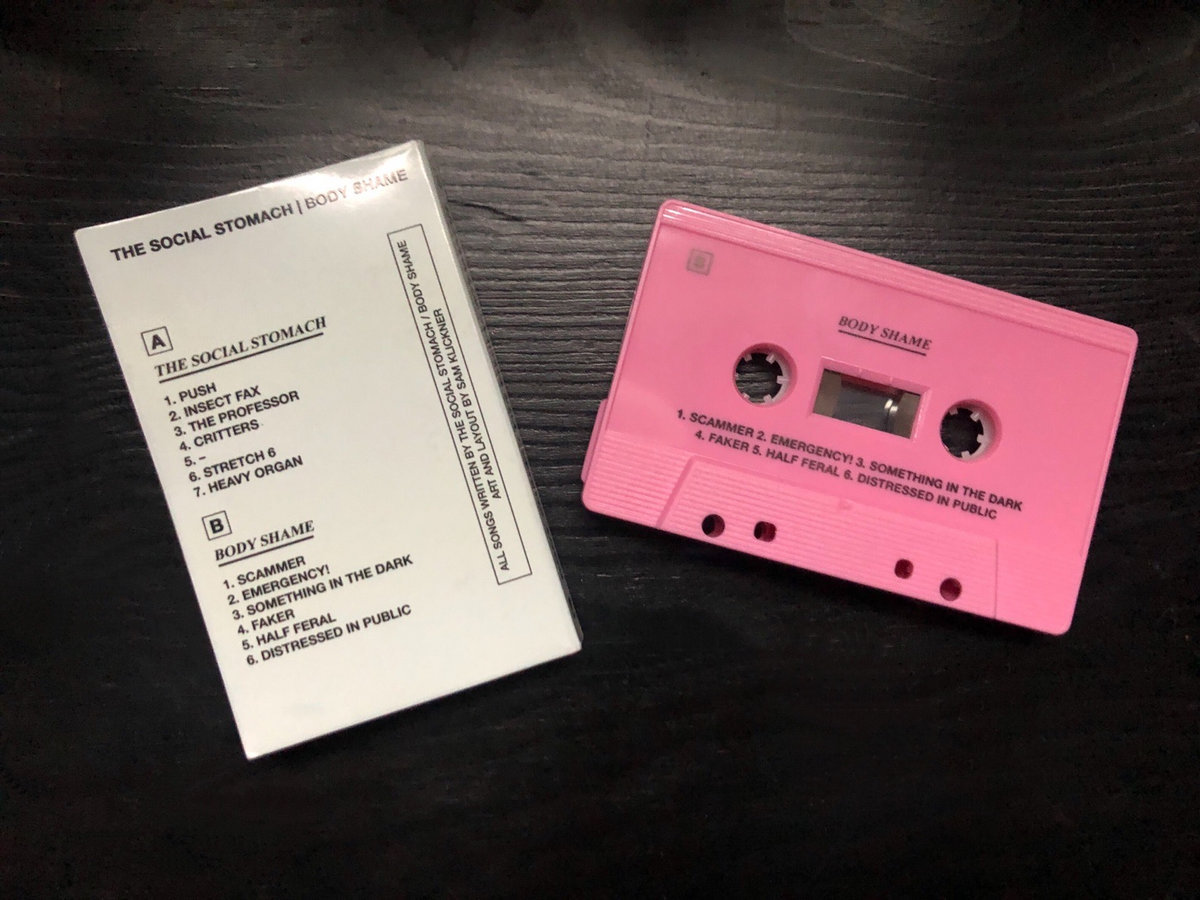 THE SOCIAL STOMACH | BODY SHAME
A
THE SOCIAL STOMACH
1. PUSH
2. INSECT FAX
3. THE PROFESSOR
4. CRITTERS
5. –
6. STRETCH 6
7. HEAVY ORGAN
B
BODY SHAME
1. SCAMMER
2. EMERGENCY!
3. SOMETHING IN THE DARK
4. FAKER
5. HALF FERAL
6. DISTRESSED IN PUBLIC
ALL SONGS WRITTEN BY THE SOCIAL STOMACH / BODY SHAME
ART AND LAYOUT BY SAM KLICKNER
B
BODY SHAME
1. SCAMMER 2. EMERGENCY! 3. SOMETHING IN THE DARK
4. FAKER 5. HALF FERAL 6. DISTRESSED IN PUBLIC